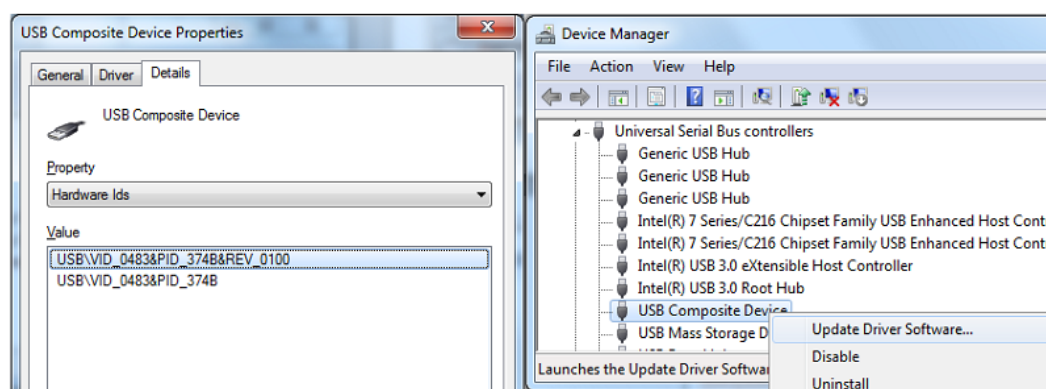 USB Composite Device Properties
General Driver Details
USB Composite Device
Property
Hardware Ids
Value
USB\VID_0483&PID_374B&REV_0100
USB\VID_0483&PID_374B
Device Manager
File Action View Help
Universal Serial Bus controllers
Generic USB Hub
Generic USB Hub
Generic USB Hub
Intel(R) 7 Series/C216 Chipset Family USB Enhanced Host Cont
Intel(R) 7 Series/C216 Chipset Family USB Enhanced Host Cont
Intel(R) USB 3.0 eXtensible Host Controller
Intel(R) USB 3.0 Root Hub
USB Composite Device
USB Mass Storage D
Update Driver Software...
Disable
Uninstall
Launches the Update Driver Softwa